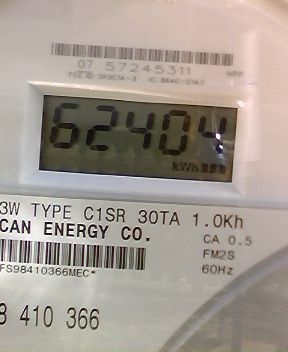 07 57245311
62404
kWh
3W TYPE C1SR 30TA 1.0Kh
CAN ENERGY CO.
CA 0.5
FM2S
60Hz
FS98410366MEC*
8 410 366